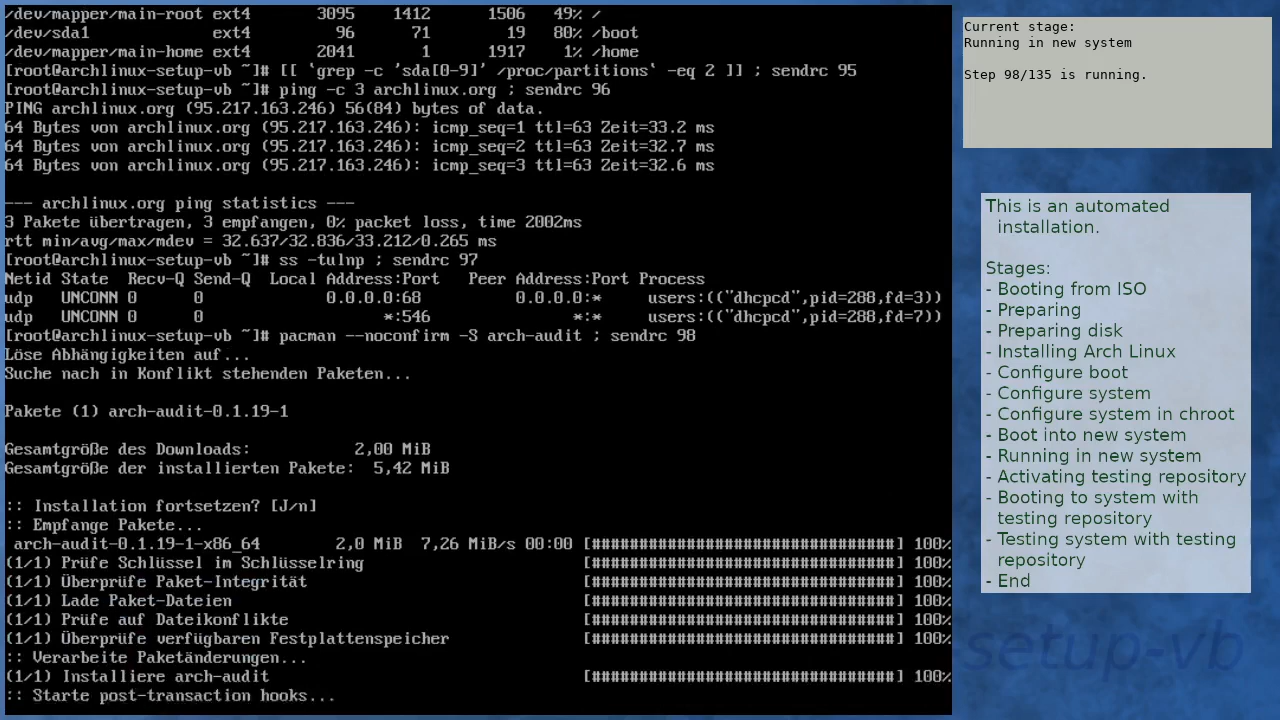 /dev/mapper/main-root ext4       3095    1412      1506   49% /
/dev/sda1             ext4         96      71        19   80% /boot
/dev/mapper/main-home ext4       2041       1      1917    1% /home
[root@archlinux-setup-vb ~]# [[ `grep -c 'sda[0-9]' /proc/partitions` -eq 2 ]] ; sendrc 95
[root@archlinux-setup-vb ~]# ping -c 3 archlinux.org ; sendrc 96
PING archlinux.org (95.217.163.246) 56(84) bytes of data.
64 Bytes von archlinux.org (95.217.163.246): icmp_seq=1 ttl=63 Zeit=33.2 ms
64 Bytes von archlinux.org (95.217.163.246): icmp_seq=2 ttl=63 Zeit=32.7 ms
64 Bytes von archlinux.org (95.217.163.246): icmp_seq=3 ttl=63 Zeit=32.6 ms
--- archlinux.org ping statistics ---
3 Pakete übertragen, 3 empfangen, 0% packet loss, time 2002ms
rtt min/avg/max/mdev = 32.637/32.836/33.212/0.265 ms
[root@archlinux-setup-vb ~]# ss -tulnp ; sendrc 97
Netid State  Recv-Q Send-Q  Local Address:Port   Peer Address:Port Process
udp   UNCONN 0      0             0.0.0.0:68          0.0.0.0:*     users:(("dhcpcd",pid=288,fd=3))
udp   UNCONN 0      0                   *:546               *:*     users:(("dhcpcd",pid=288,fd=7))
[root@archlinux-setup-vb ~]# pacman --noconfirm -S arch-audit ; sendrc 98
Löse Abhängigkeiten auf...
Suche nach in Konflikt stehenden Paketen...
Pakete (1) arch-audit-0.1.19-1
Gesamtgröße des Downloads:           2,00 MiB
Gesamtgröße der installierten Pakete:  5,42 MiB
:: Installation fortsetzen? [J/n]
:: Empfange Pakete...
 arch-audit-0.1.19-1-x86_64        2,0 MiB  7,26 MiB/s 00:00 [################################] 100%
(1/1) Prüfe Schlüssel im Schlüsselring                       [################################] 100%
(1/1) Überprüfe Paket-Integrität                             [################################] 100%
(1/1) Lade Paket-Dateien                                     [################################] 100%
(1/1) Prüfe auf Dateikonflikte                               [################################] 100%
(1/1) Überprüfe verfügbaren Festplattenspeicher              [################################] 100%
:: Verarbeite Paketänderungen...
(1/1) Installiere arch-audit                                 [################################] 100%
:: Starte post-transaction hooks...
Current stage:
Running in new system
Step 98/135 is running.
This is an automated
installation.
Stages:
- Booting from ISO
- Preparing
- Preparing disk
- Installing Arch Linux
- Configure boot
- Configure system
- Configure system in chroot
- Boot into new system
- Running in new system
- Activating testing repository
- Booting to system with
testing repository
- Testing system with testing
repository
- End
setup-vb